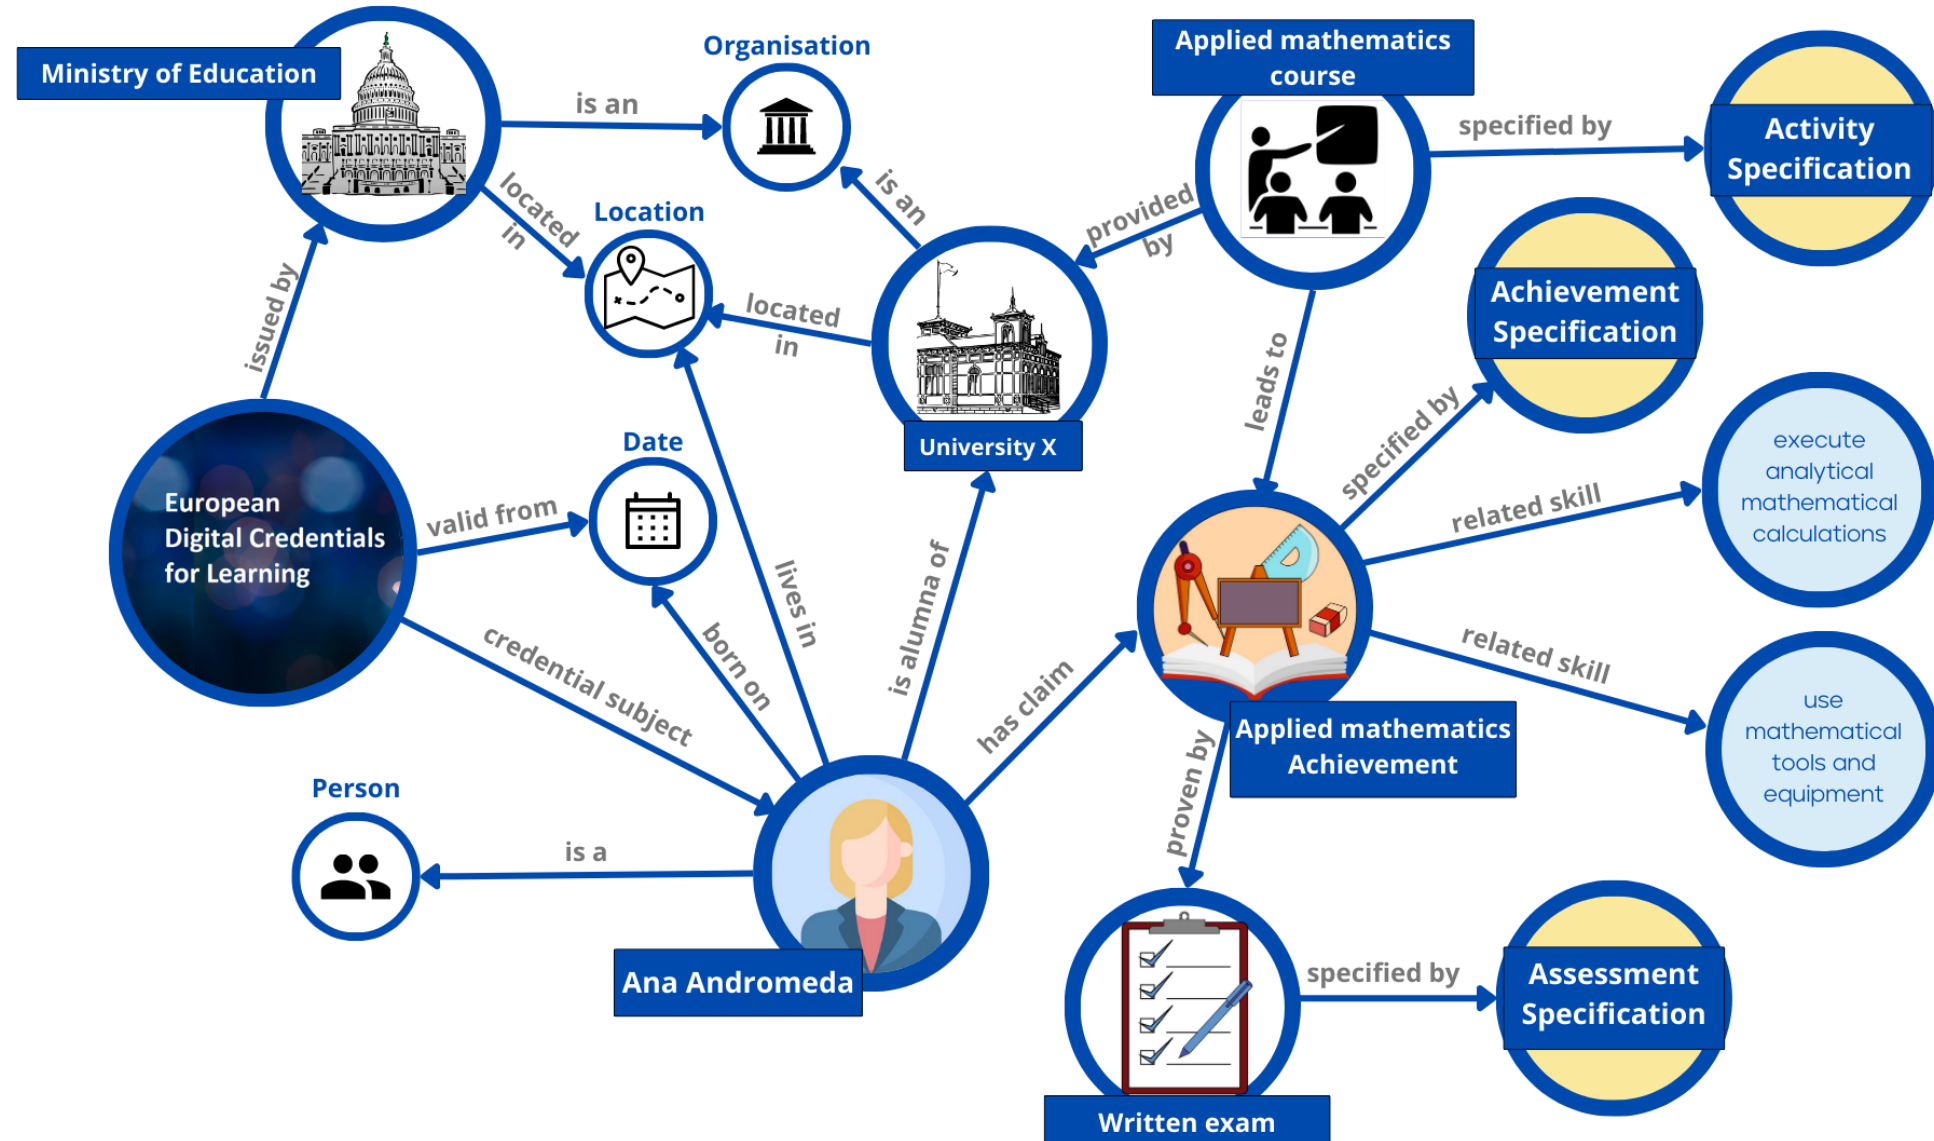 Ministry of Education
Organisation
Applied mathematics
course
is an
specified by
Activity
Specification
located
in
Location
is an
provided
by
Achievement
Specification
issued by
located
in
leads to
University X
Date
specified by
execute
analytical
mathematical
calculations
European
Digital Credentials
for Learning
valid from
related skill
lives in
is alumna of
born on
credential subject
has claim
related skill
use
mathematical
tools and
equipment
Applied mathematics
Achievement
proven by
Person
is a
Ana Andromeda
specified by
Assessment
Specification
Written exam